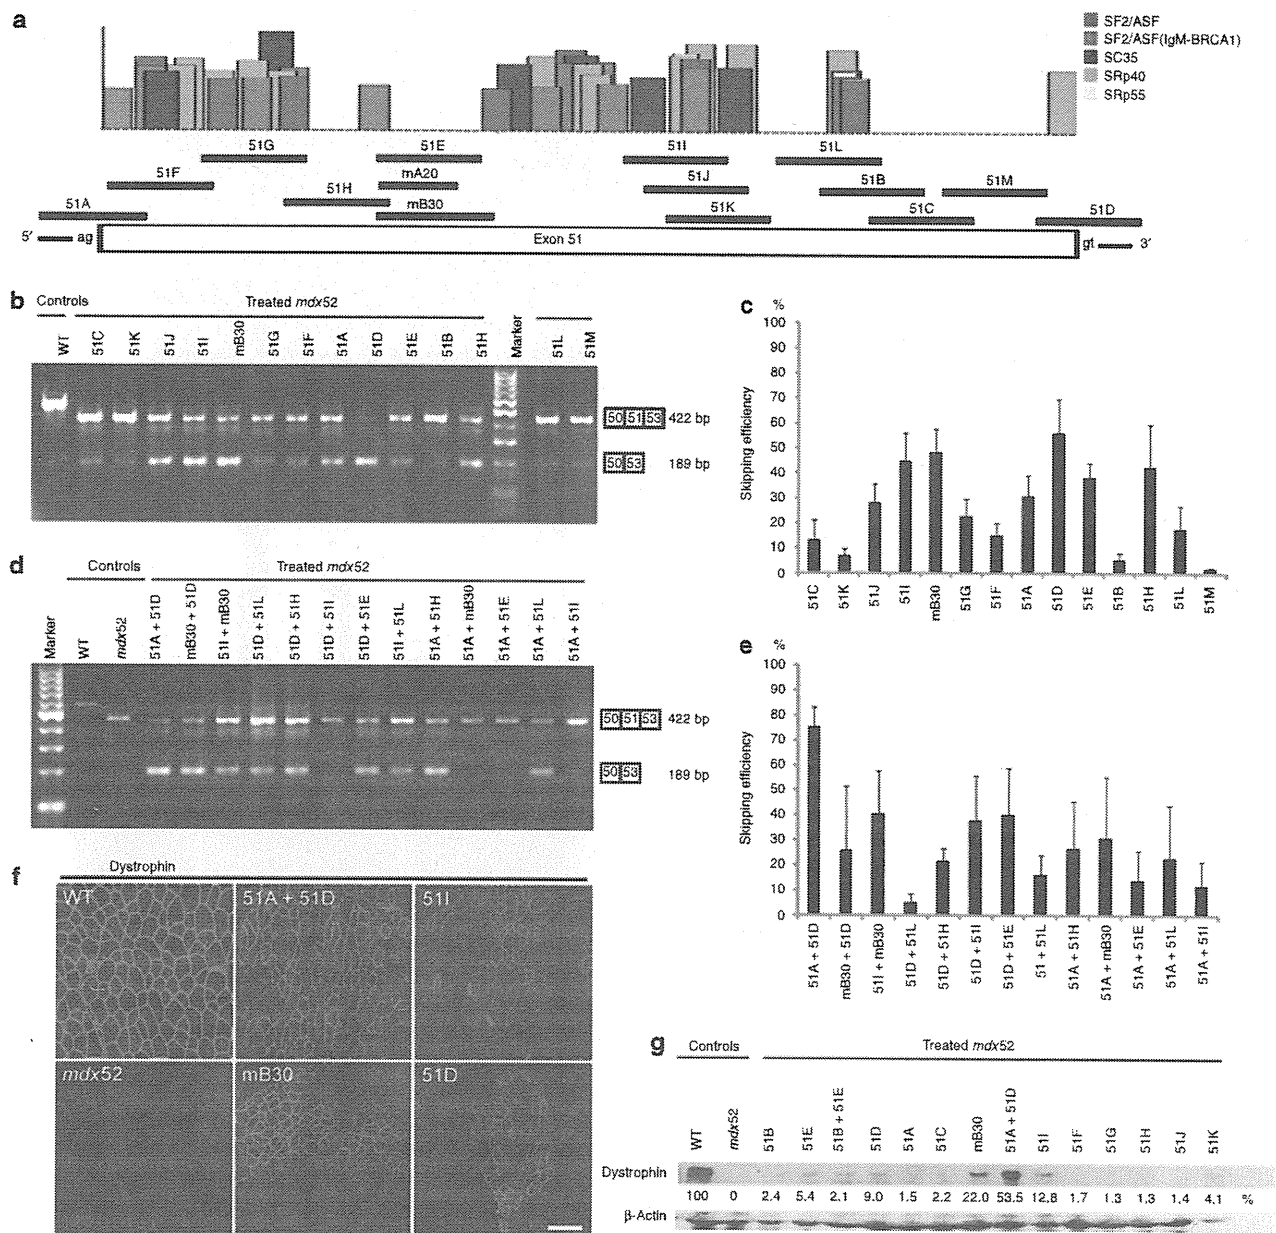 a
SF2/ASF
SF2/ASF(IgM-BRCA1)
SC35
SRp40
SRp55
51G
51E
51I
51L
51F
mA20
51H
51J
51B
51M
51A
mB30
51K
51C
51D
5′
ag
Exon 51
gt
3′
b
Controls
Treated mdx52
WT
51C
51K
51J
51I
mB30
51G
51F
51A
51D
51E
51B
51H
Marker
51L
51M
50 51 53 422 bp
50 53 189 bp
c
%
100
90
80
70
60
50
40
30
20
10
0
Skipping efficiency
51C
51K
51J
51I
mB30
51G
51F
51A
51D
51E
51B
51H
51L
51M
d
Controls
Treated mdx52
Marker
WT
mdx52
51A + 51D
mB30 + 51D
51I + mB30
51D + 51L
51D + 51H
51D + 51I
51D + 51E
51I + 51L
51A + 51H
51A + mB30
51A + 51E
51A + 51L
51A + 51I
50 51 53 422 bp
50 53 189 bp
e
%
100
90
80
70
60
50
40
30
20
10
0
Skipping efficiency
51A + 51D
mB30 + 51D
51I + mB30
51D + 51L
51D + 51H
51D + 51I
51D + 51E
51 + 51L
51A + 51H
51A + mB30
51A + 51E
51A + 51L
51A + 51I
f
Dystrophin
WT
51A + 51D
51I
mdx52
mB30
51D
g
Controls
Treated mdx52
WT
mdx52
51B
51E
51B + 51E
51D
51A
51C
mB30
51A + 51D
51I
51F
51G
51H
51J
51K
Dystrophin
100 0 2.4 5.4 2.1 9.0 1.5 2.2 22.0 53.5 12.8 1.7 1.3 1.3 1.4 4.1 %
β-Actin